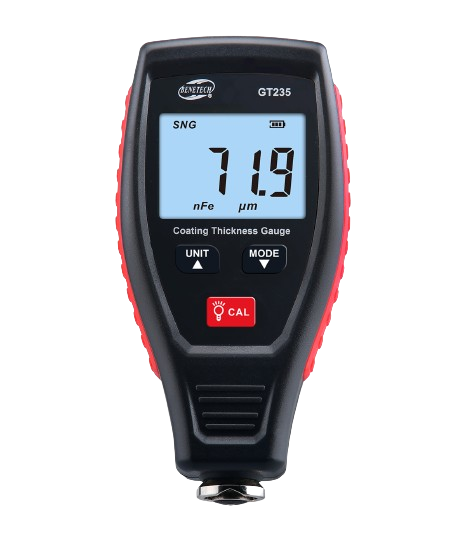 BENETECH ®
GT235
SNG
71.9
nFe µm
Coating Thickness Gauge
UNIT MODE
CAL